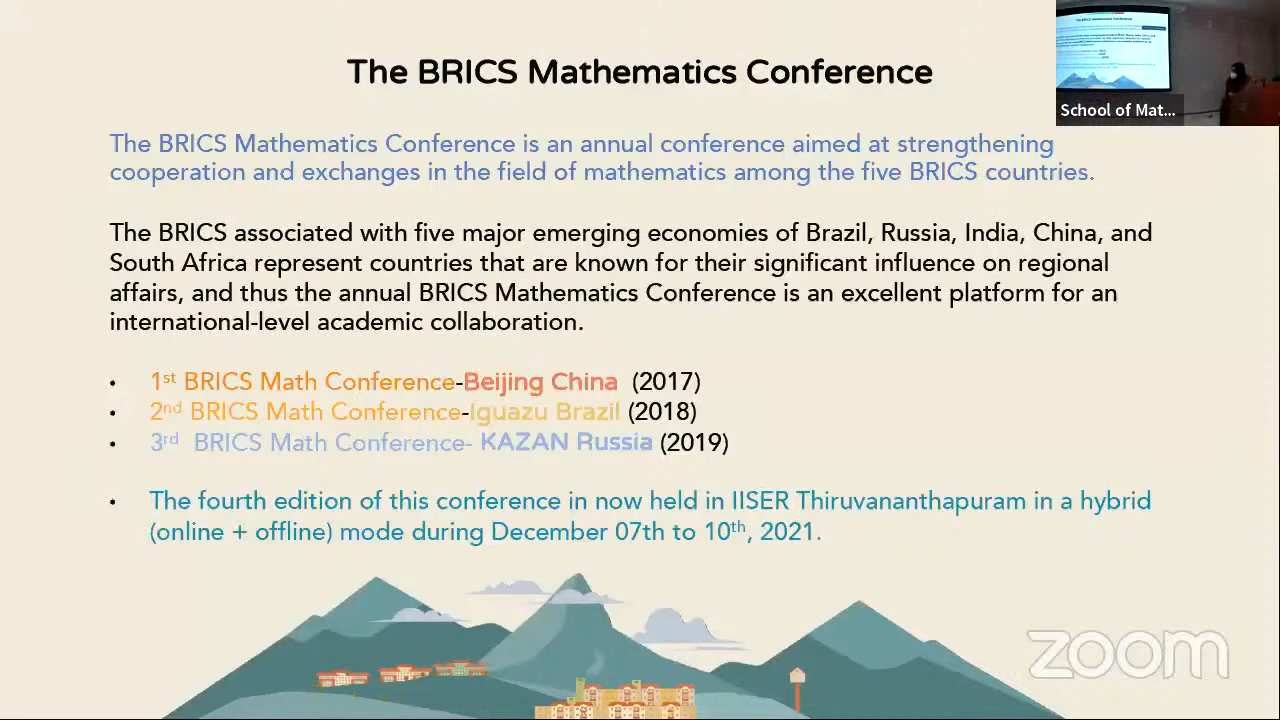 The BRICS Mathematics Conference
School of Mat...
The BRICS Mathematics Conference is an annual conference aimed at strengthening
cooperation and exchanges in the field of mathematics among the five BRICS countries.
The BRICS associated with five major emerging economies of Brazil, Russia, India, China, and
South Africa represent countries that are known for their significant influence on regional
affairs, and thus the annual BRICS Mathematics Conference is an excellent platform for an
international-level academic collaboration.
• 1st BRICS Math Conference-Beijing China (2017)
• 2nd BRICS Math Conference-Iguazu Brazil (2018)
• 3rd BRICS Math Conference- KAZAN Russia (2019)
• The fourth edition of this conference in now held in IISER Thiruvananthapuram in a hybrid
(online + offline) mode during December 07th to 10th, 2021.
zoom